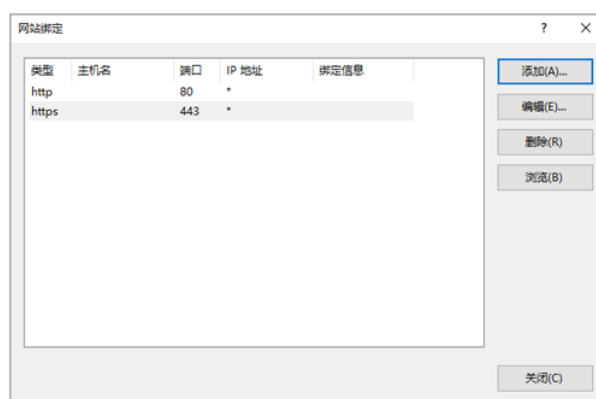 网站绑定 ?
类型 主机名 端口 IP 地址 绑定信息
http 80 *
https 443 *
添加(A)...
编辑(E)...
删除(R)
浏览(B)
关闭(C)